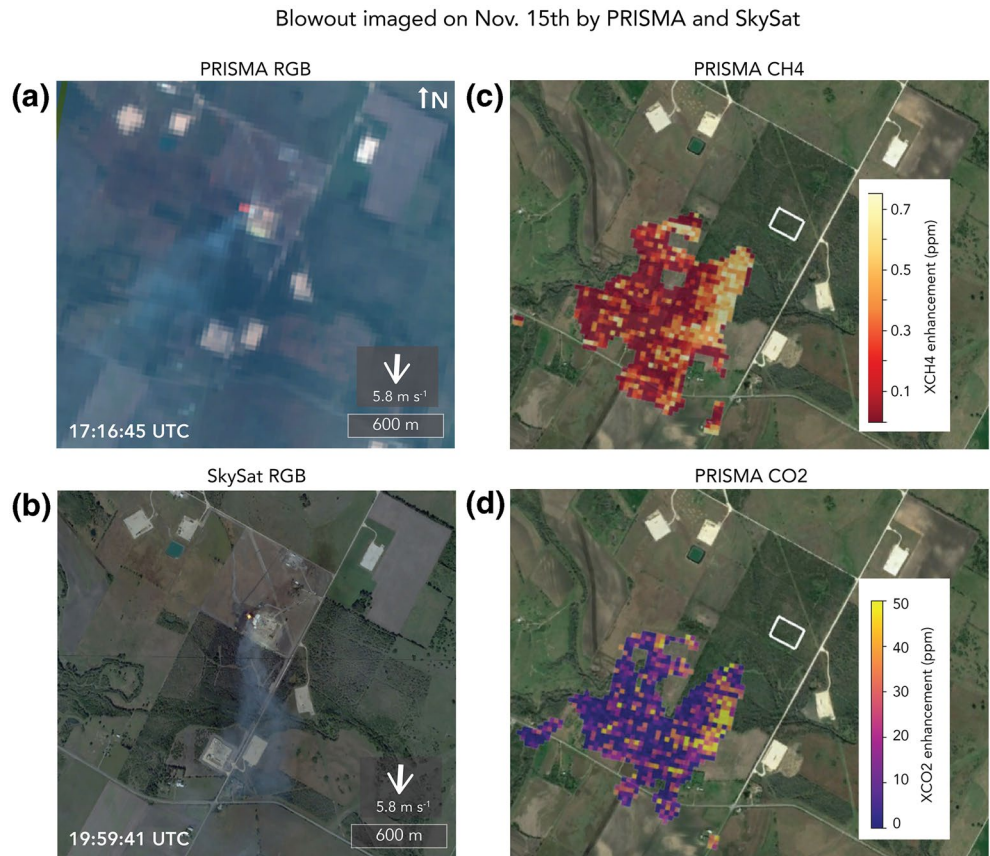 Blowout imaged on Nov. 15th by PRISMA and SkySat
PRISMA RGB
(a)
↑N
5.8 m s⁻¹
600 m
17:16:45 UTC
PRISMA CH4
(c)
0.7
0.5
0.3
0.1
XCH4 enhancement (ppm)
SkySat RGB
(b)
5.8 m s⁻¹
600 m
19:59:41 UTC
PRISMA CO2
(d)
50
40
30
20
10
0
XCO2 enhancement (ppm)